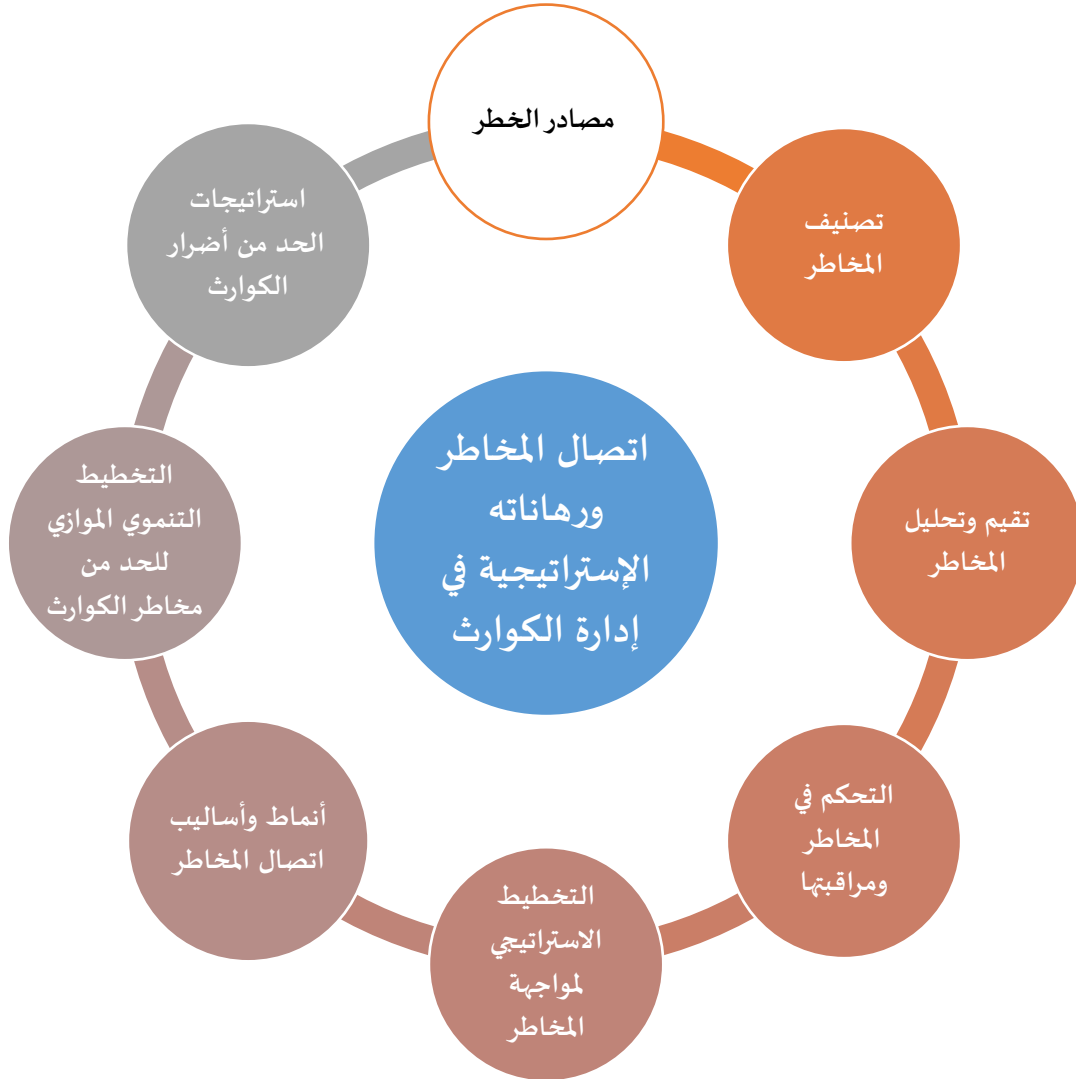 مصادر الخطر
تصنيف
المخاطر
تقيم وتحليل
المخاطر
التحكم في
المخاطر
ومراقبتها
التخطيط
الاستراتيجي
لمواجهة
المخاطر
أنماط وأساليب
اتصال المخاطر
التخطيط
التنموي الموازي
للحد من
مخاطر الكوارث
استراتيجات
الحد من أضرار
الكوارث
اتصال المخاطر
ورهاناته
الإستراتيجية في
إدارة الكوارث